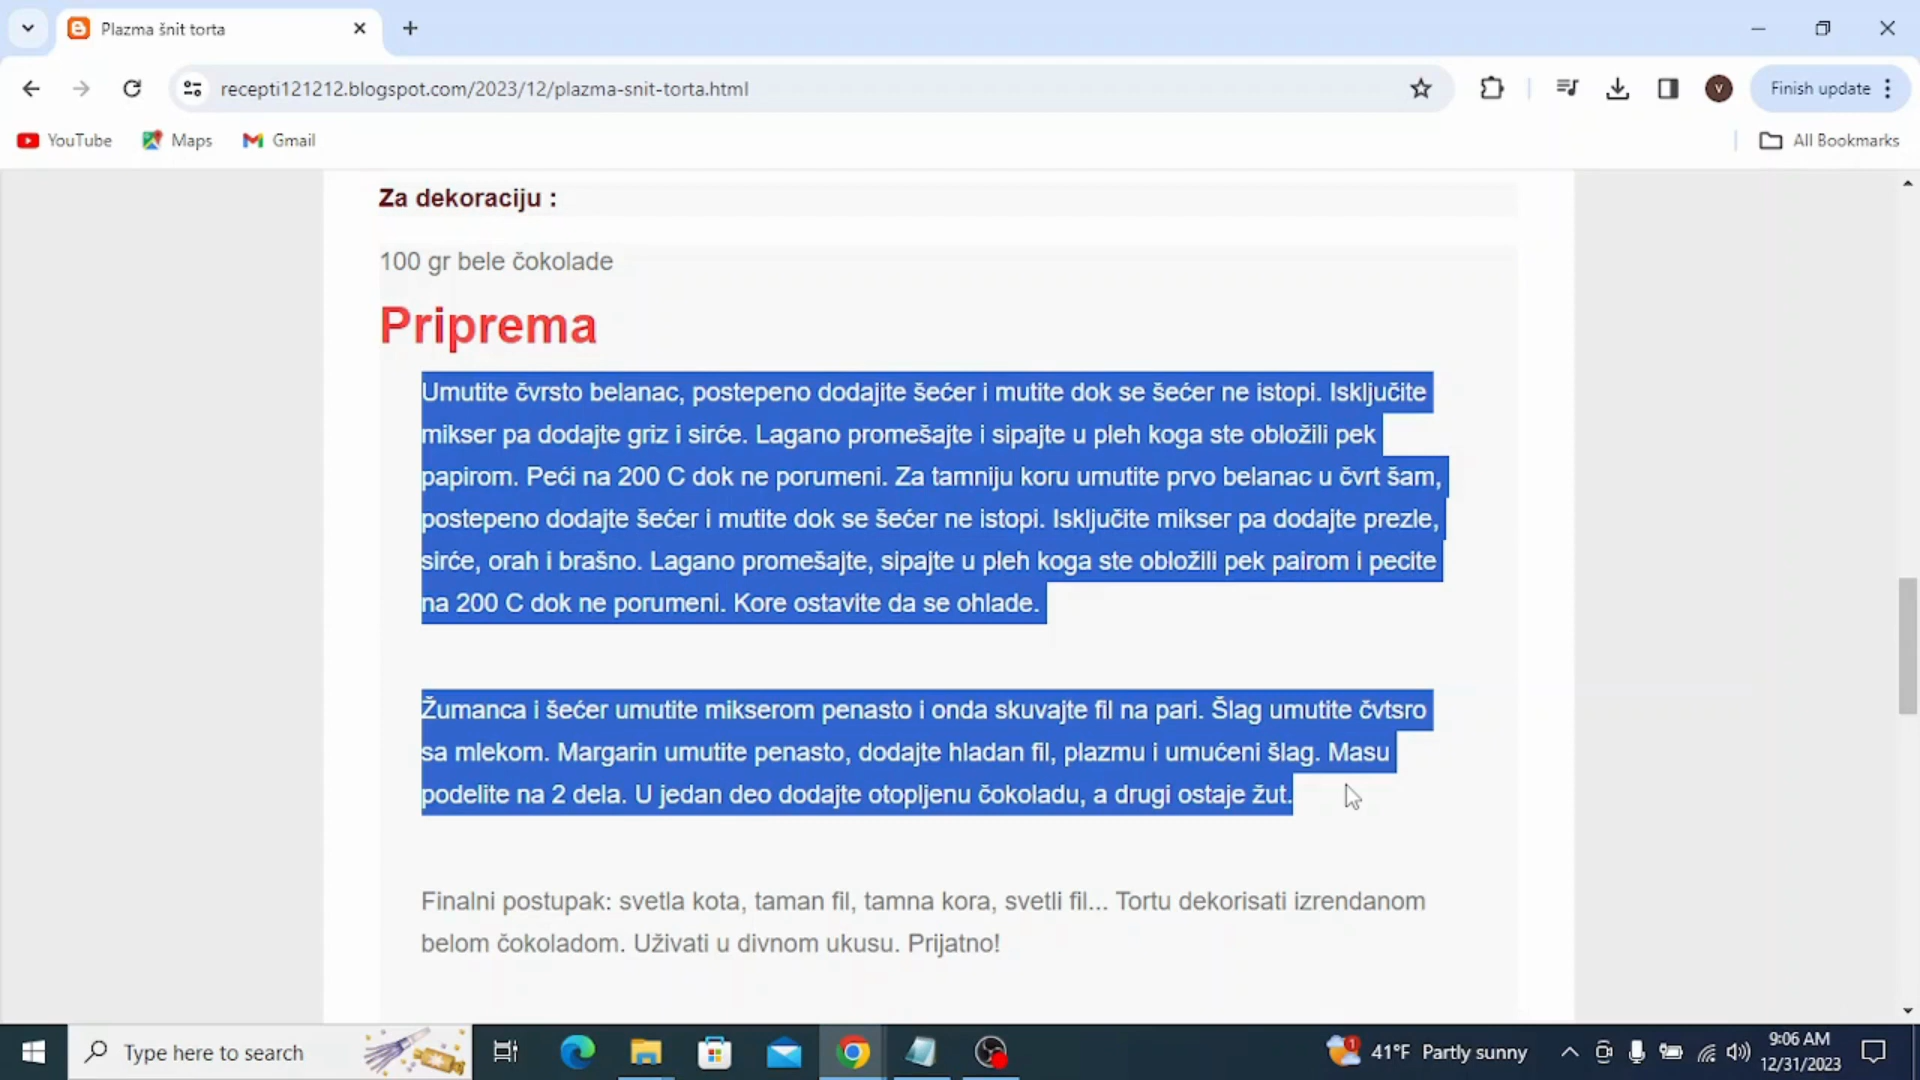 Plazma šnit torta
recepti121212.blogspot.com/2023/12/plazma-snit-torta.html
V
Finish update
YouTube
Maps
Gmail
All Bookmarks
Za dekoraciju :
100 gr bele čokolade
Priprema
Umutite čvrsto belanac, postepeno dodajite šećer i mutite dok se šećer ne istopi. Isključite
mikser pa dodajte griz i sirće. Lagano promešajte i sipajte u pleh koga ste obložili pek
papirom. Peći na 200 C dok ne porumeni. Za tamniju koru umutite prvo belanac u čvrt šam,
postepeno dodajte šećer i mutite dok se šećer ne istopi. Isključite mikser pa dodajte prezle,
sirće, orah i brašno. Lagano promešajte, sipajte u pleh koga ste obložili pek pairom i pecite
na 200 C dok ne porumeni. Kore ostavite da se ohlade.
Žumanca i šećer umutite mikserom penasto i onda skuvajte fil na pari. Šlag umutite čvtsro
sa mlekom. Margarin umutite penasto, dodajte hladan fil, plazmu i umućeni šlag. Masu
podelite na 2 dela. U jedan deo dodajte otopljenu čokoladu, a drugi ostaje žut.
Finalni postupak: svetla kota, taman fil, tamna kora, svetli fil... Tortu dekorisati izrendanom
belom čokoladom. Uživati u divnom ukusu. Prijatno!
Type here to search
1
41°F Partly sunny
9:06 AM
12/31/2023